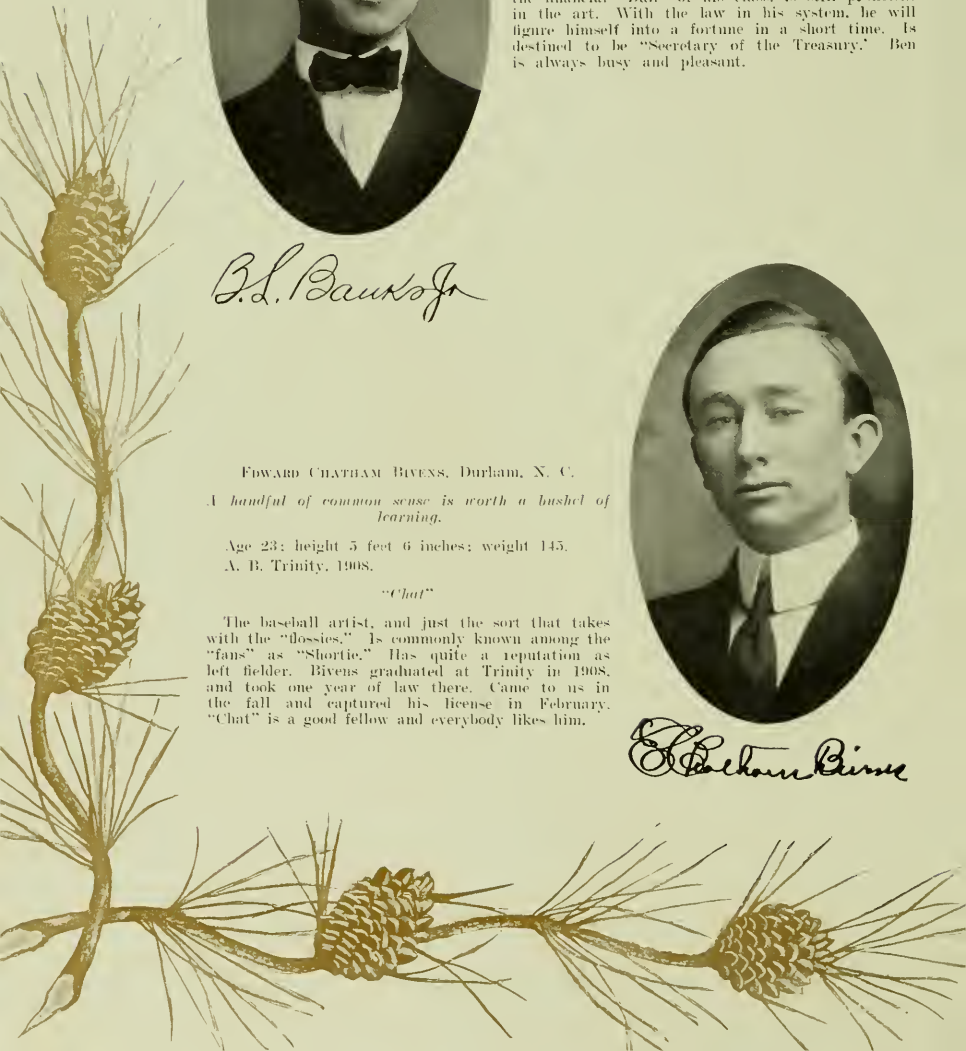 in the art. With the law in his system, he will
figure himself into a fortune in a short time. Is
destined to be "Secretary of the Treasury." Ben
is always busy and pleasant.
B. L. Banks Jr
EDWARD CHATHAM BIVENS, Durham, N. C.
A handful of common sense is worth a bushel of
learning.
Age 23; height 5 feet 6 inches; weight 145.
A. B. Trinity, 1908.
"Chat"
The baseball artist, and just the sort that takes
with the "flossies." Is commonly known among the
"fans" as "Shortie." Has quite a reputation as
left fielder. Bivens graduated at Trinity in 1908,
and took one year of law there. Came to us in
the fall and captured his license in February.
"Chat" is a good fellow and everybody likes him.
E. Chatham Bivens